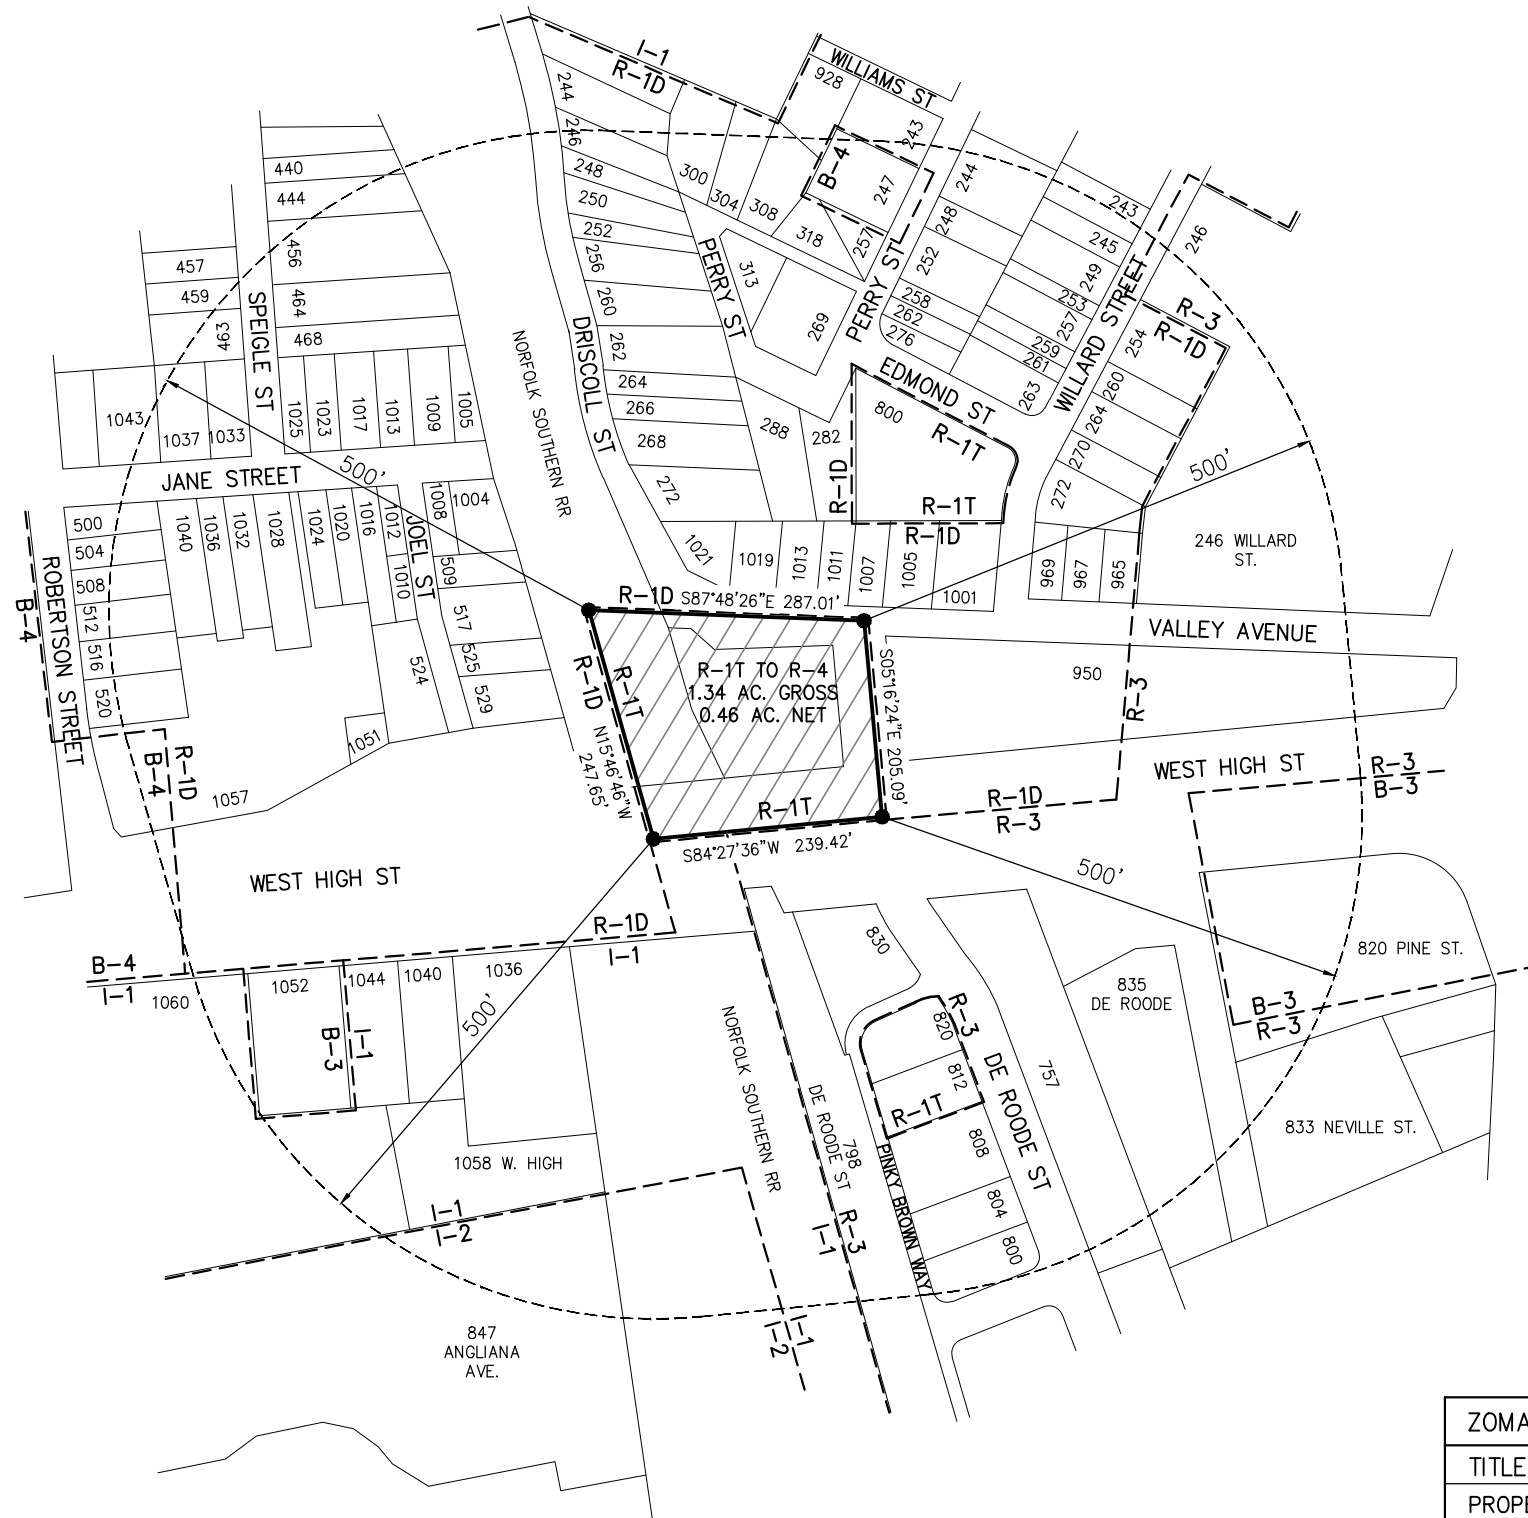 I-1
R-1D
WILLIAMS ST
928
243
B-4
247
257
244
246
248
250
252
256
260
262
264
266
268
272
300
304
308
318
313
269
PERRY ST
PERRY ST
DRISCOLL ST
NORFOLK SOUTHERN RR
288
282
244
248
252
258
262
276
243
245
249
253
257
259
261
263
WILLARD STREET
246
R-3
R-1D
254
260
264
270
272
EDMOND ST
800
R-1T
R-1D
R-1T
R-1D
440
444
456
464
468
457
459
463
SPEIGLE ST
1043
1037
1033
1025
1023
1017
1013
1009
1005
JANE STREET
500'
500'
500
504
508
512
516
520
1040
1036
1032
1028
1024
1020
1016
1012
1010
1008
1004
JOEL ST
509
517
525
529
524
ROBERTSON STREET
B-4
1051
1057
R-1D
B-4
1021
1019
1013
1011
1007
1005
1001
969
967
965
246 WILLARD
ST.
VALLEY AVENUE
950
R-3
R-1D
S87°48'26"E 287.01'
R-1T
R-1D
N15°46'46"W
247.65'
R-1T TO R-4
1.34 AC. GROSS
0.46 AC. NET
S05°16'24"E 205.09'
R-1T
S84°27'36"W 239.42'
WEST HIGH ST
R-3
B-3
R-1D
R-3
WEST HIGH ST
500'
R-1D
I-1
B-4
I-1
1060
1052
1044
1040
1036
B-3
I-1
500'
1058 W. HIGH
I-1
I-2
847
ANGLIANA
AVE.
NORFOLK SOUTHERN RR
I-1
I-2
798
DE ROODE ST
R-3
I-1
PINKY BROWN WAY
830
R-3
820
812
R-1T
808
804
800
DE ROODE ST
757
835
DE ROODE
820 PINE ST.
B-3
R-3
833 NEVILLE ST.
ZOMA
TITLE
PROPE